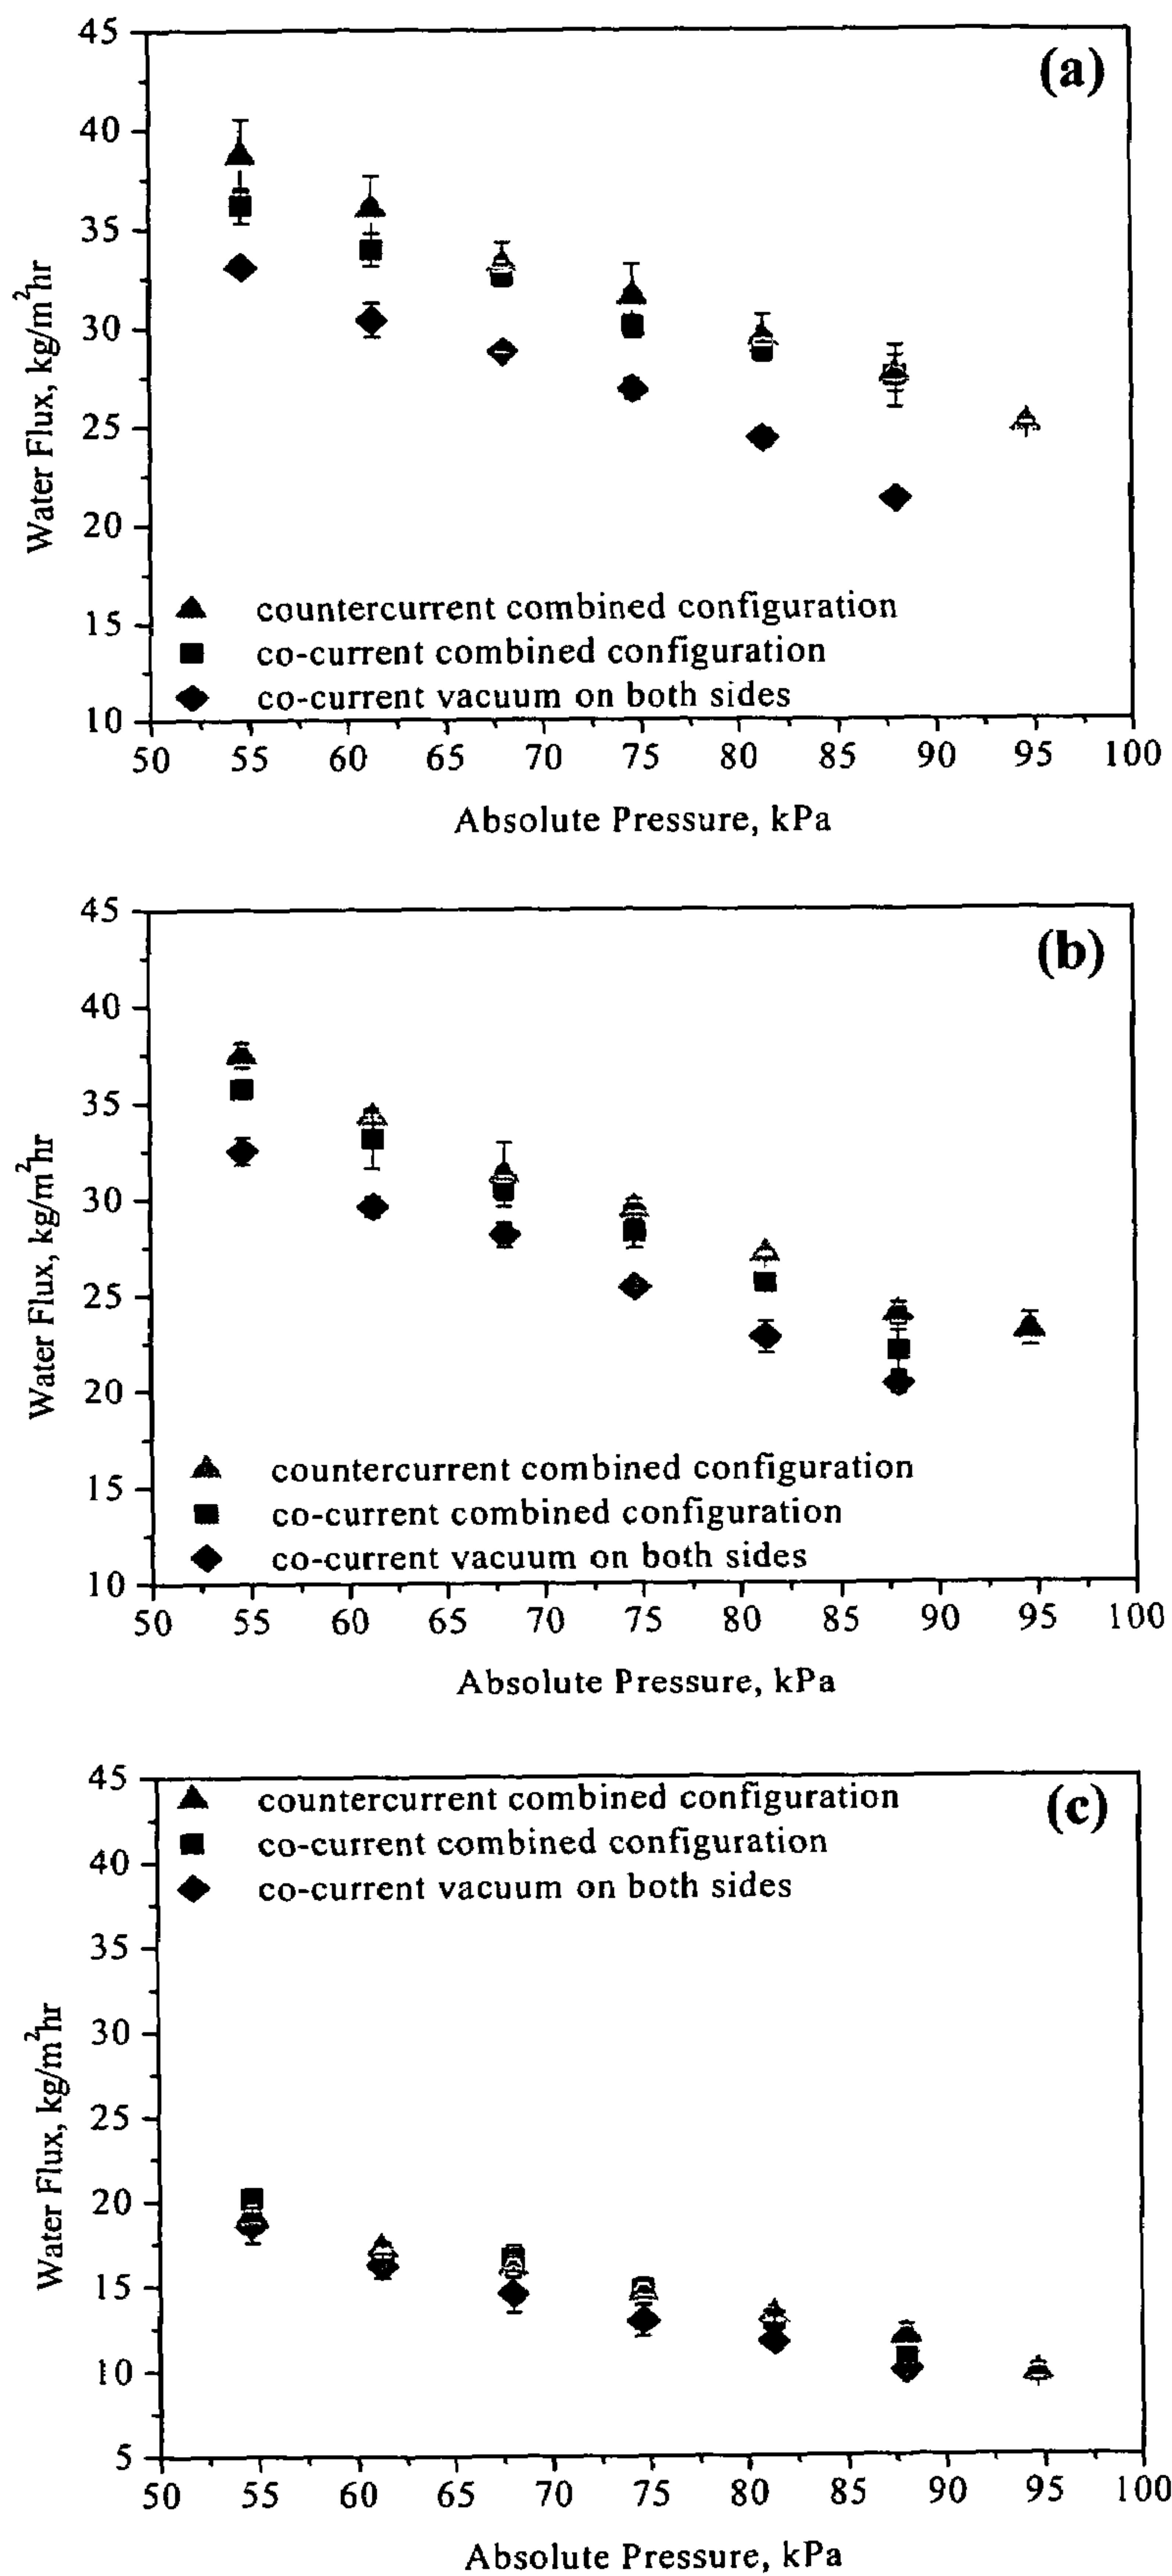 (a)
45
40
35
30
25
20
15
10
Water Flux, kg/m²hr
countercurrent combined configuration
co-current combined configuration
co-current vacuum on both sides
50 55 60 65 70 75 80 85 90 95 100
Absolute Pressure, kPa
(b)
45
40
35
30
25
20
15
10
Water Flux, kg/m²hr
countercurrent combined configuration
co-current combined configuration
co-current vacuum on both sides
50 55 60 65 70 75 80 85 90 95 100
Absolute Pressure, kPa
(c)
45
40
35
30
25
20
15
10
5
Water Flux, kg/m²hr
countercurrent combined configuration
co-current combined configuration
co-current vacuum on both sides
50 55 60 65 70 75 80 85 90 95 100
Absolute Pressure, kPa